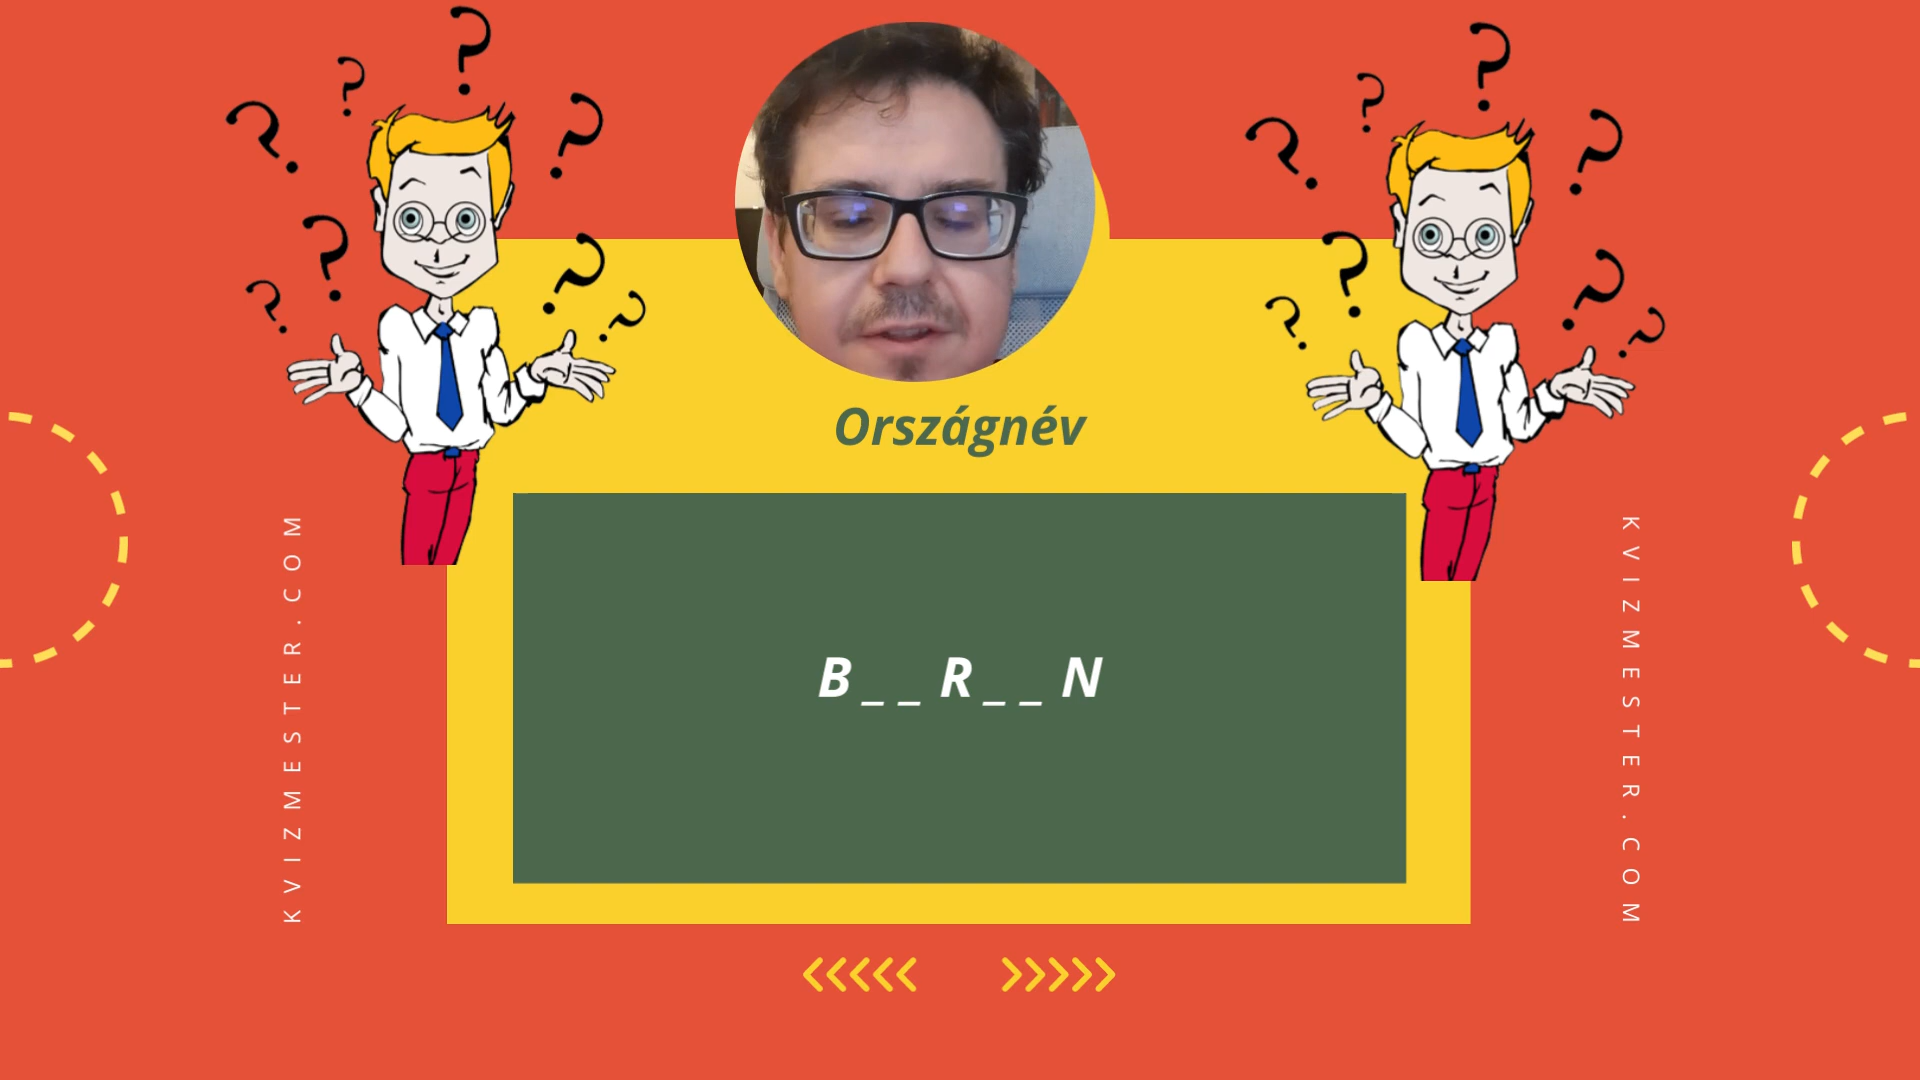 Országnév
B _ _ R _ _ N
KVIZMESTER.COM
KVIZMESTER.COM